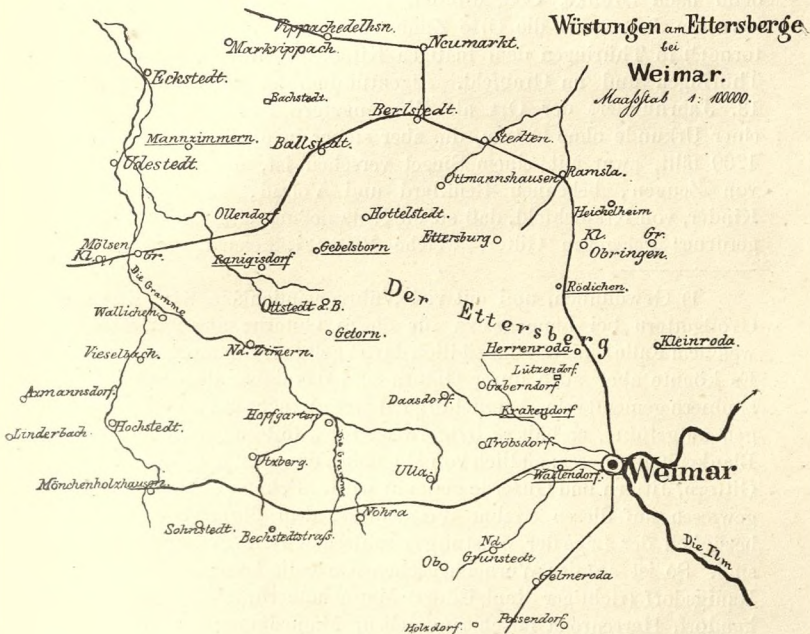 Wüstungen am Ettersberge
bei
Weimar.
Maaßstab 1: 100000.
Vippachedelhsn.
Markvippach.
Neumarkt.
Eckstedt.
Bachstedt.
Berlstedt.
Mannzimmern.
Ballstedt.
Stedten.
Udestedt.
Ottmannshausen
Ramsla.
Ollendorf
Hottelstedt.
Heichelheim
Mölsen
Kl.
Gr.
Ranigisdorf
Gebelsborn
Ettersburg
Kl.
Gr.
Obringen.
Die Gramme
Der Ettersberg
Rödichen.
Ottstedt a.B.
Wallichen
Getorn.
Nd. Zimern.
Herrenroda
Kleinroda.
Vieselbach.
Lützendorf.
Azmannsdorf.
Gaberndorf
Daasdorf
Krakendorf
Hopfgarten
Linderbach
Hochstedt.
Tröbsdorf.
Utzberg.
Ulla.
Weimar
Wallendorf.
Mönchenholzhausen.
Nohra
Sohnstedt.
Bechstedtstraß.
Nd.
Ob.
Grunstedt
Die Ilm
Gelmeroda
Holzdorf.
Possendorf